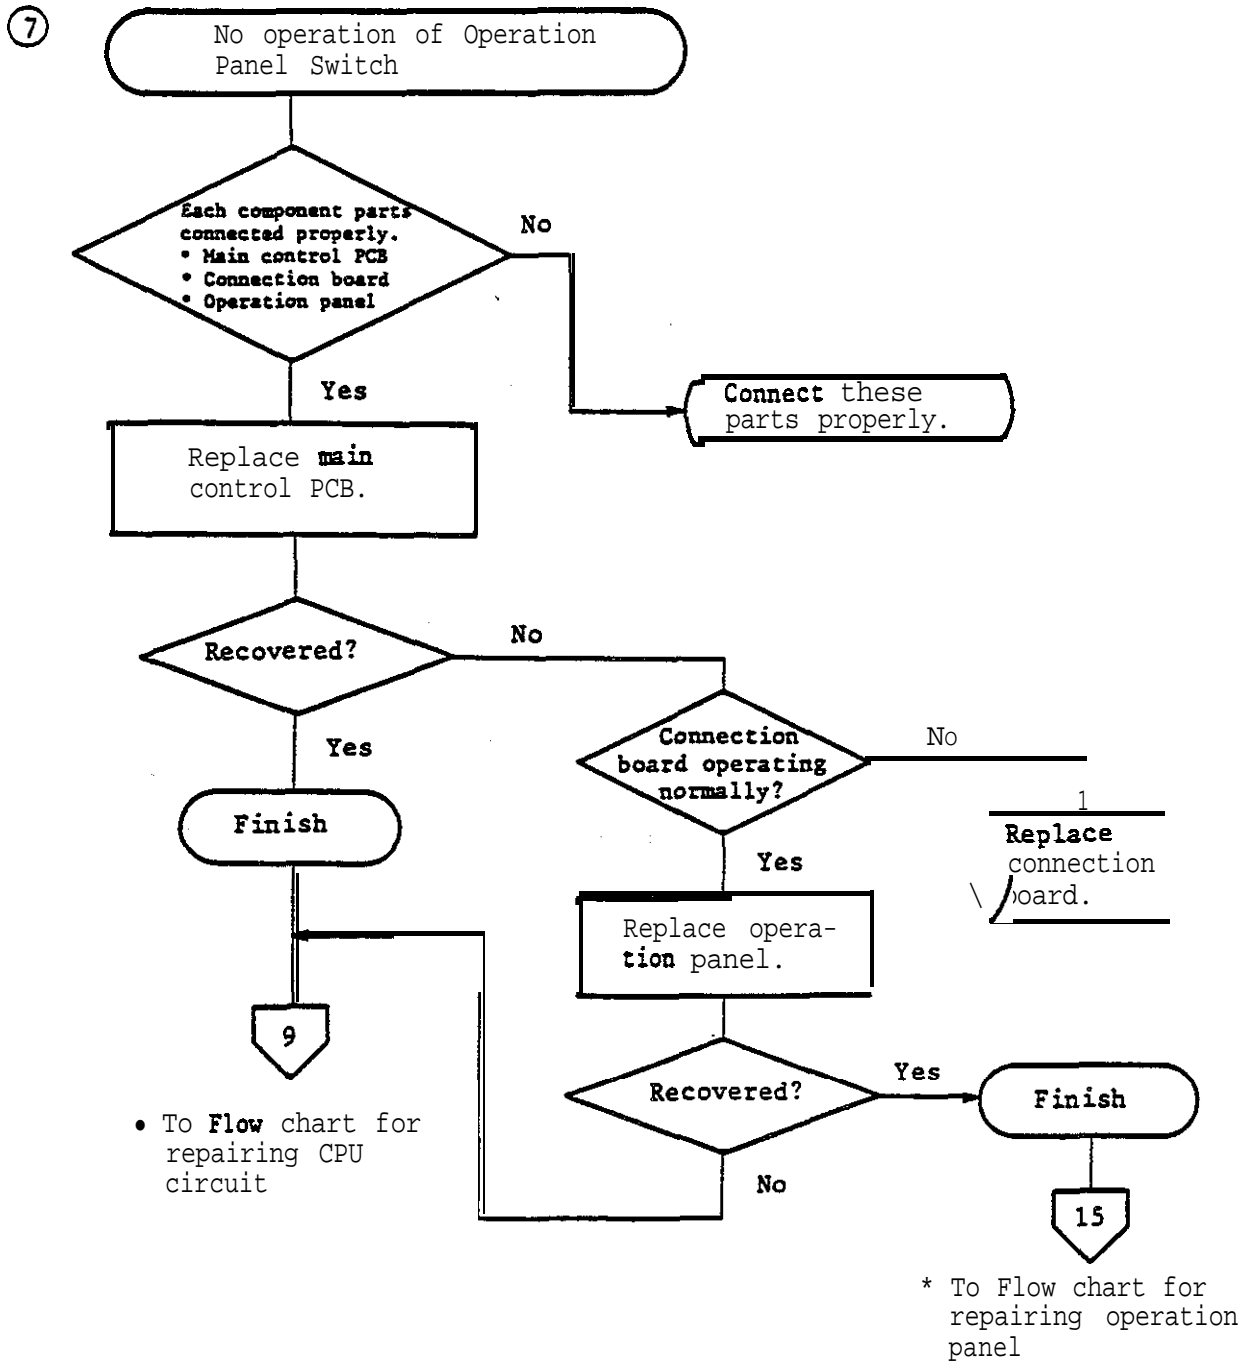 7
No operation of Operation
Panel Switch
Each component parts
connected properly.
• Main control PCB
• Connection board
• Operation panel
No
Yes
Connect these
parts properly.
Replace main
control PCB.
Recovered?
No
Yes
Connection
board operating
normally?
No
Finish
1
Replace
connection
\ board.
Yes
Replace opera-
tion panel.
9
Recovered?
Yes
Finish
• To Flow chart for
repairing CPU
circuit
No
15
* To Flow chart for
repairing operation
panel